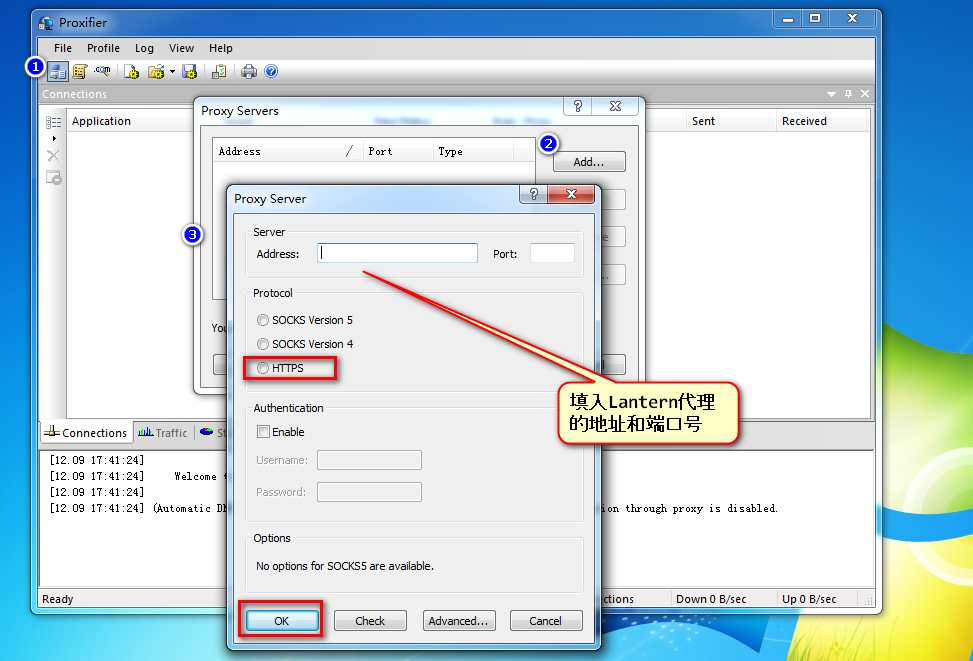 Proxifier
File Profile Log View Help
1
Connections
Application
Sent
Received
Proxy Servers
Address / Port Type
2
Add...
3
Proxy Server
Server
Address:
Port:
Protocol
SOCKS Version 5
SOCKS Version 4
HTTPS
填入Lantern代理
的地址和端口号
Authentication
Enable
Username:
Password:
Options
No options for SOCKS5 are available.
OK Check Advanced... Cancel
Connections Traffic
[12.09 17:41:24]
[12.09 17:41:24] Welcome
[12.09 17:41:24]
[12.09 17:41:24] (Automatic through proxy is disabled.
Ready
Down 0 B/sec
Up 0 B/sec